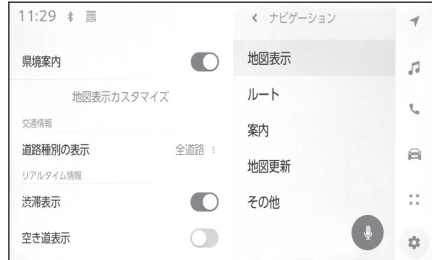 11:29
県境案内
地図表示カスタマイズ
交通情報
道路種別の表示 全道路
リアルタイム情報
渋滞表示
空き道表示
ナビゲーション
地図表示
ルート
案内
地図更新
その他